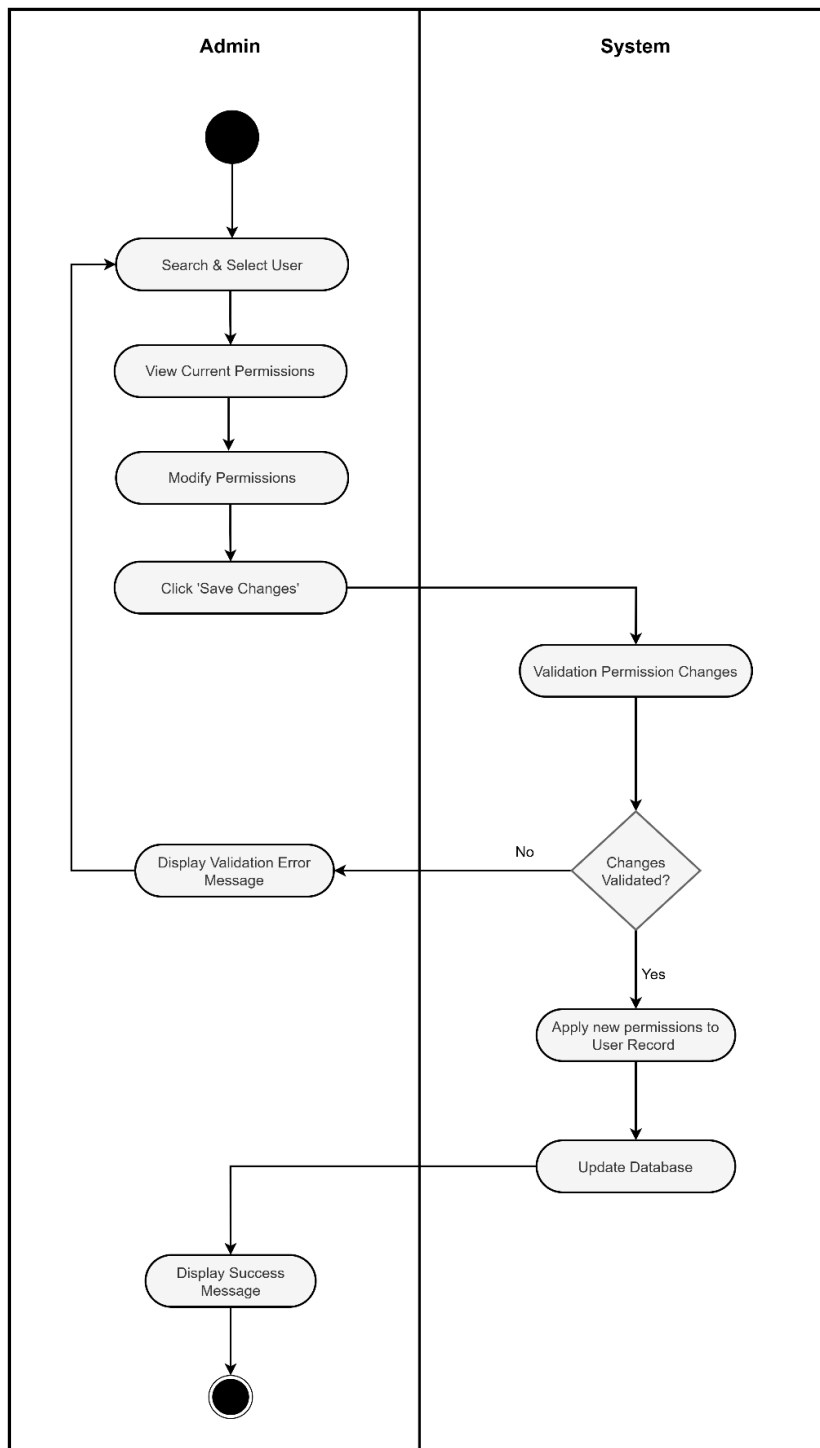 Admin
System
Search & Select User
View Current Permissions
Modify Permissions
Click 'Save Changes'
Validation Permission Changes
Changes
Validated?
No
Display Validation Error
Message
Yes
Apply new permissions to
User Record
Update Database
Display Success
Message